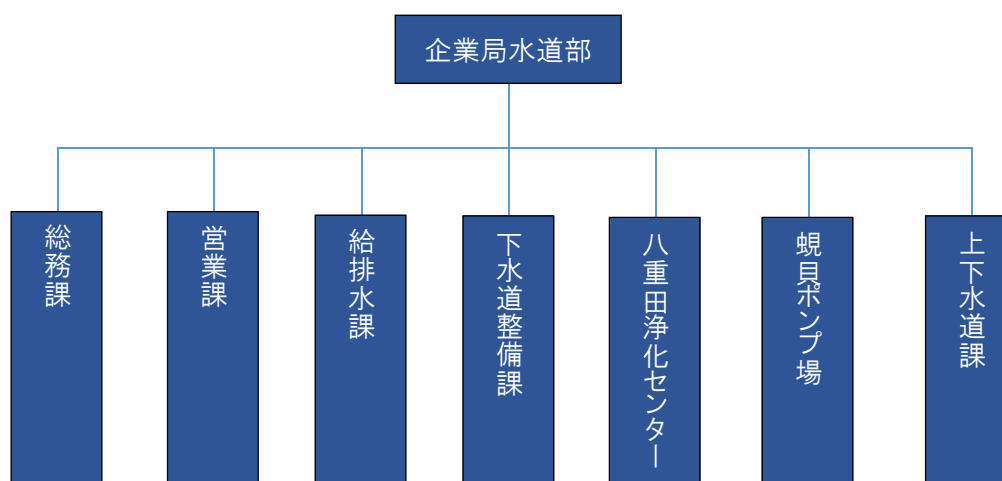 企業局水道部
総務課
営業課
給排水課
下水道整備課
八重田浄化センター
蜆貝ポンプ場
上下水道課